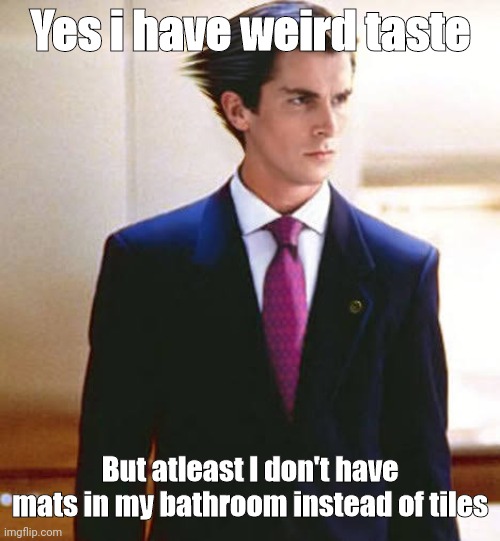 Yes i have weird taste
But atleast I don't have
mats in my bathroom instead of tiles
imgflip.com